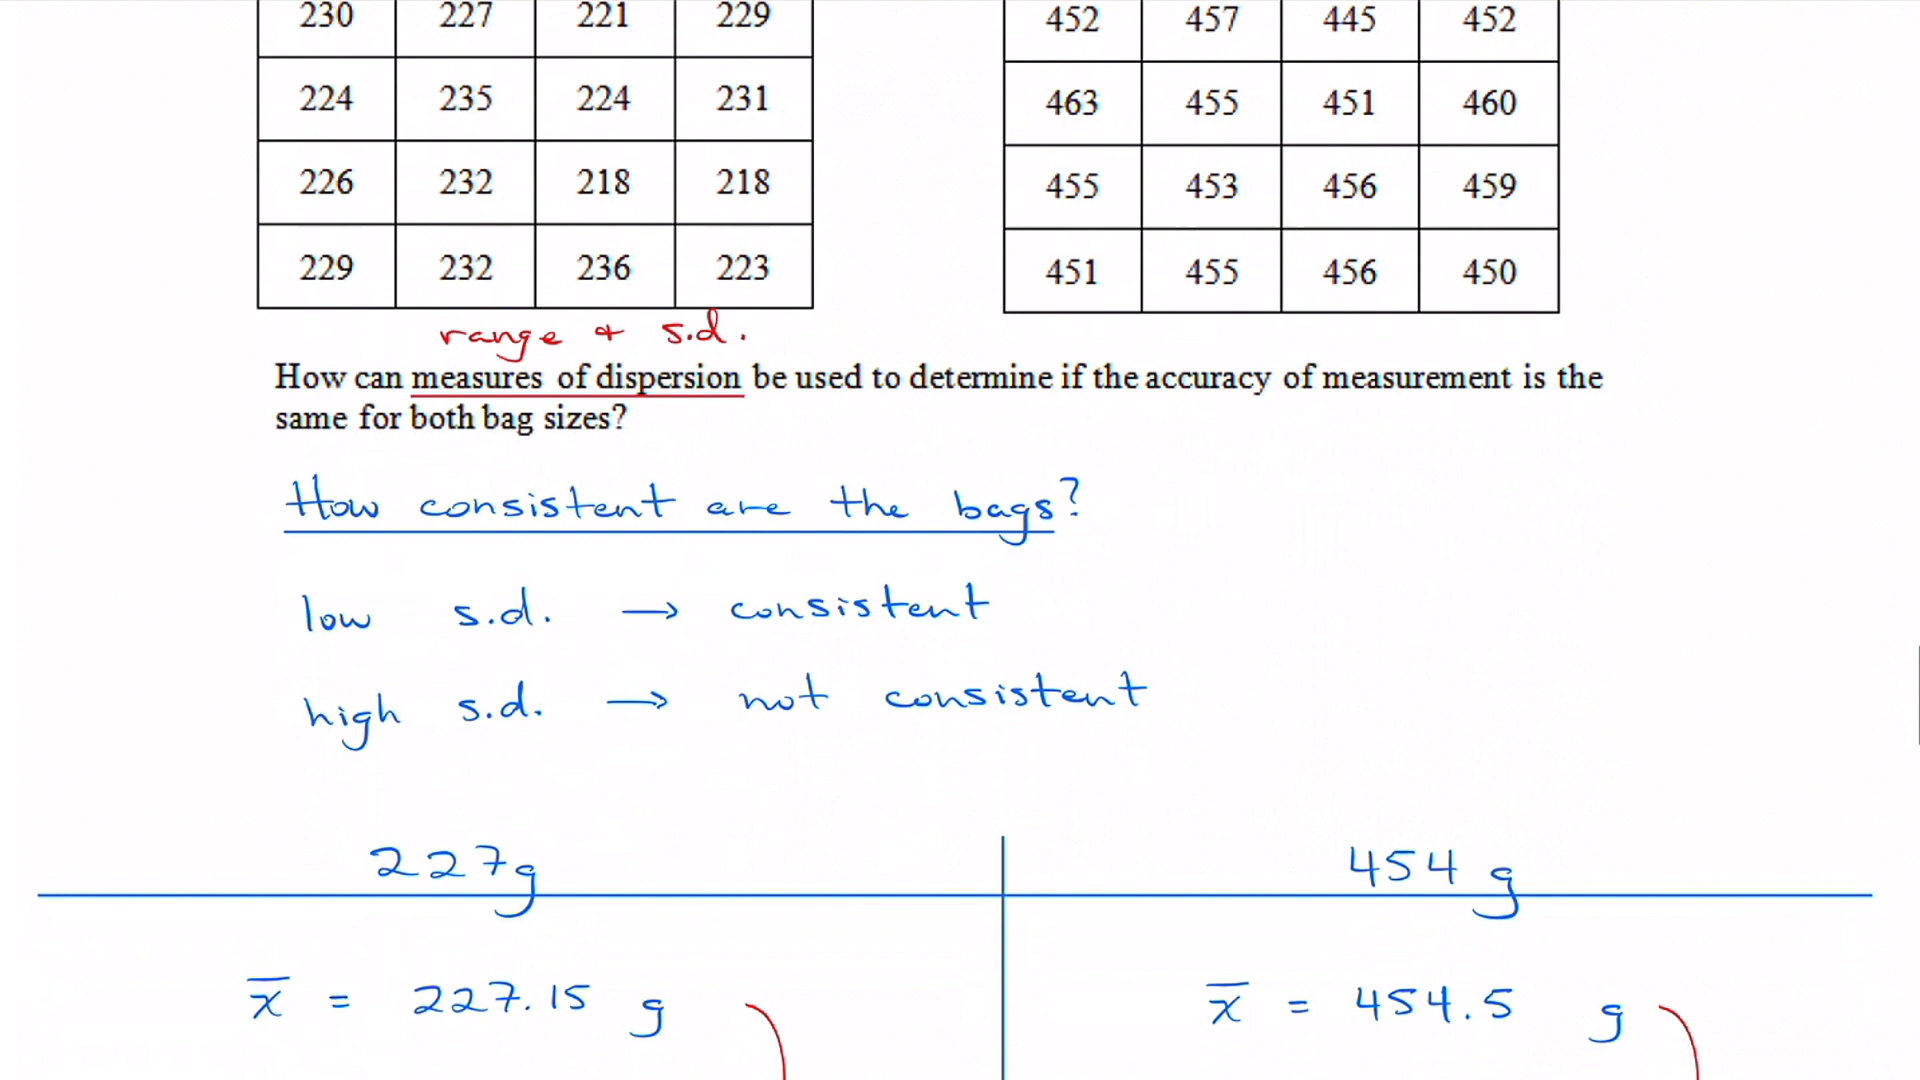 230 227 221 229
224 235 224 231
226 232 218 218
229 232 236 223
452 457 445 452
463 455 451 460
455 453 456 459
451 455 456 450
range + s.d.
How can measures of dispersion be used to determine if the accuracy of measurement is the
same for both bag sizes?
How consistent are the bags?
low s.d. → consistent
high s.d. → not consistent
227g
454 g
x̅ = 227.15 g
x̅ = 454.5 g